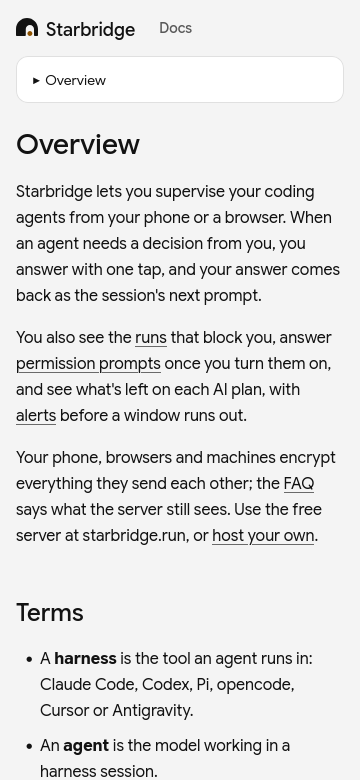 Starbridge Docs
▸ Overview
Overview
Starbridge lets you supervise your coding
agents from your phone or a browser. When
an agent needs a decision from you, you
answer with one tap, and your answer comes
back as the session's next prompt.
You also see the runs that block you, answer
permission prompts once you turn them on,
and see what's left on each AI plan, with
alerts before a window runs out.
Your phone, browsers and machines encrypt
everything they send each other; the FAQ
says what the server still sees. Use the free
server at starbridge.run, or host your own.
Terms
• A harness is the tool an agent runs in:
Claude Code, Codex, Pi, opencode,
Cursor or Antigravity.
• An agent is the model working in a
harness session.